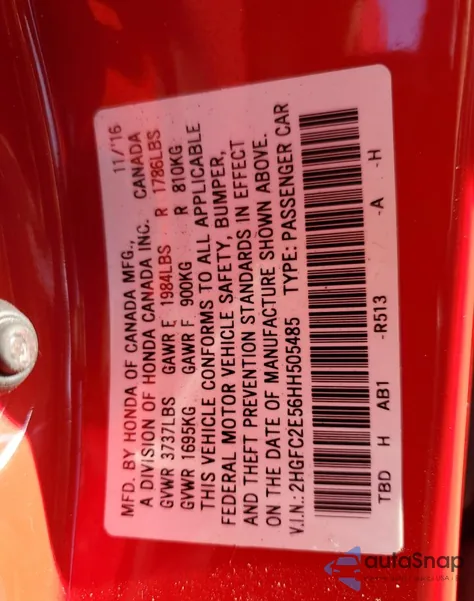 MFD. BY HONDA OF CANADA MFG., 11/'16
A DIVISION OF HONDA CANADA INC. CANADA
GVWR 3737LBS GAWR F 1984LBS R 1786LBS
GVWR 1695KG GAWR F 900KG R 810KG
THIS VEHICLE CONFORMS TO ALL APPLICABLE
FEDERAL MOTOR VEHICLE SAFETY, BUMPER,
AND THEFT PREVENTION STANDARDS IN EFFECT
ON THE DATE OF MANUFACTURE SHOWN ABOVE.
V.I.N.: 2HGFC2E56HH505485 TYPE: PASSENGER CAR
TBD H AB1 -R513 -A -H
autoSnap